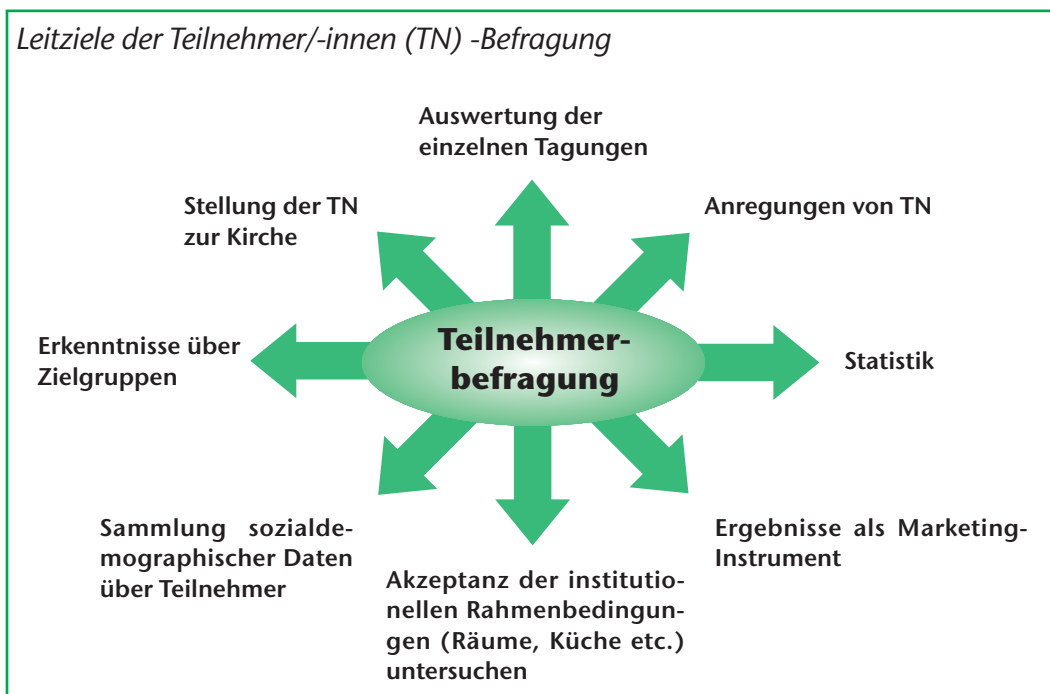 Leitziele der Teilnehmer/-innen (TN) -Befragung
Auswertung der
einzelnen Tagungen
Stellung der TN
zur Kirche
Anregungen von TN
Erkenntnisse über
Zielgruppen
Teilnehmer-
befragung
Statistik
Sammlung sozialde-
mographischer Daten
über Teilnehmer
Akzeptanz der institutio-
nellen Rahmenbedingun-
gen (Räume, Küche etc.)
untersuchen
Ergebnisse als Marketing-
Instrument